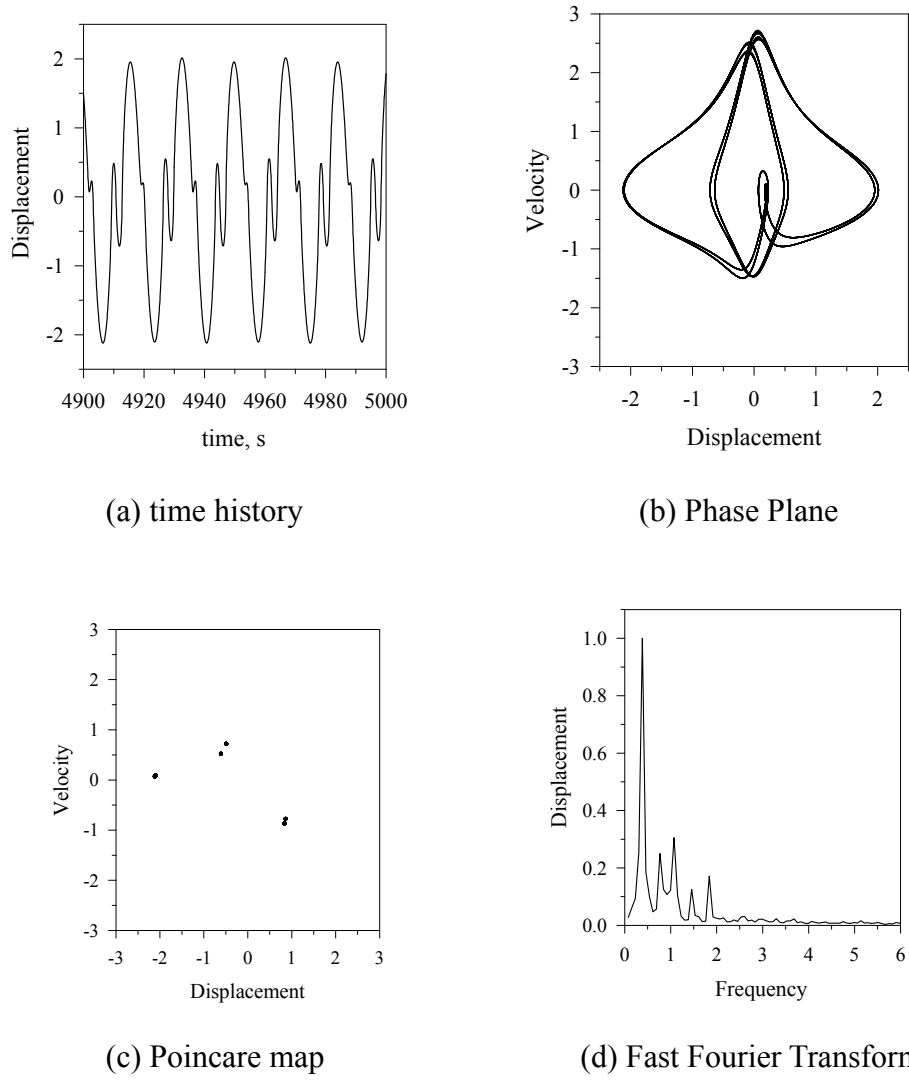 2
1
0
-1
-2
Displacement
4900 4920 4940 4960 4980 5000
time, s
(a) time history
3
2
1
0
-1
-2
-3
Velocity
-2 -1 0 1 2
Displacement
(b) Phase Plane
3
2
1
0
-1
-2
-3
Velocity
-3 -2 -1 0 1 2 3
Displacement
(c) Poincare map
1.0
0.8
0.6
0.4
0.2
0.0
Displacement
0 1 2 3 4 5 6
Frequency
(d) Fast Fourier Transform